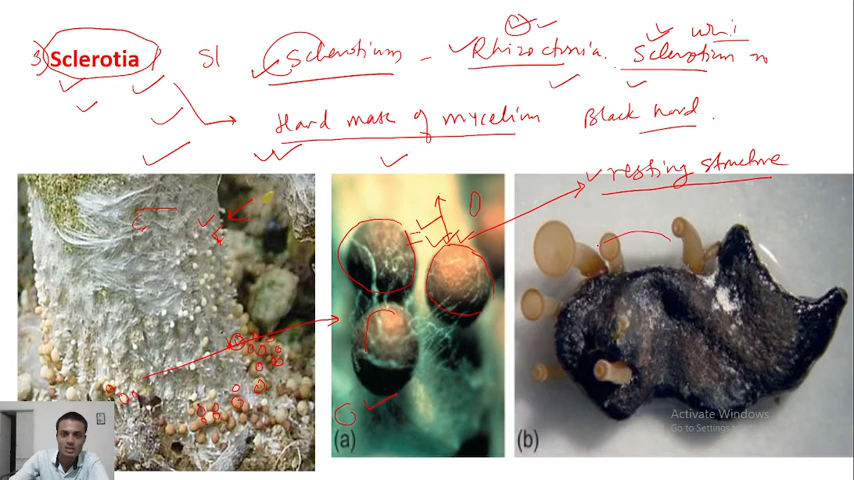 3) Sclerotia Sl Sclerotium - Rhizoctonia. Sclerotium
Hard mass of mycelium Black hard.
resting structure
D
C
(a)
(b)
Activate Windows
Go to Settings